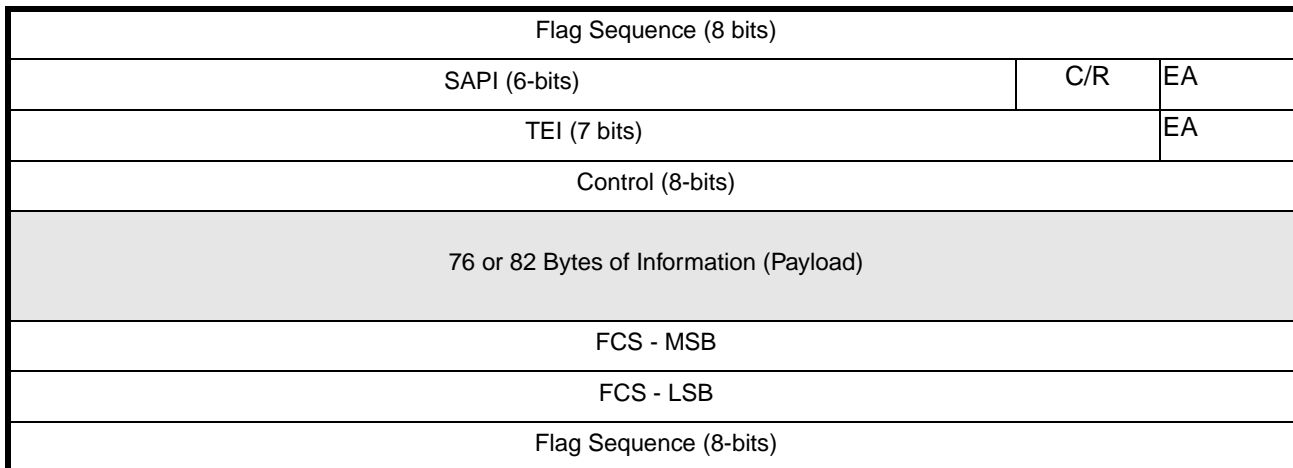 Flag Sequence (8 bits)
SAPI (6-bits) C/R EA
TEI (7 bits) EA
Control (8-bits)
76 or 82 Bytes of Information (Payload)
FCS - MSB
FCS - LSB
Flag Sequence (8-bits)